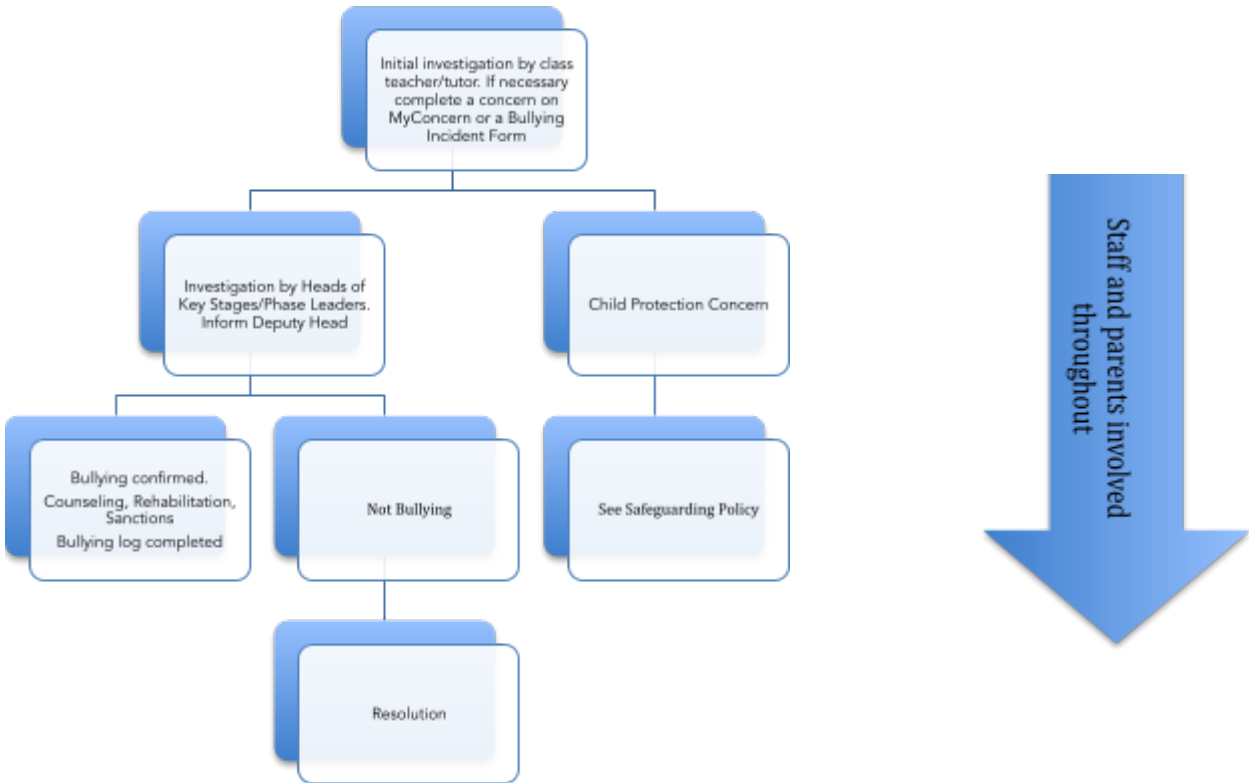 Initial investigation by class
teacher/tutor. If necessary
complete a concern on
MyConcern or a Bullying
Incident Form
Investigation by Heads of
Key Stages/Phase Leaders.
Inform Deputy Head
Child Protection Concern
Bullying confirmed.
Counseling, Rehabilitation,
Sanctions
Bullying log completed
Not Bullying
See Safeguarding Policy
Resolution
Staff and parents involved
throughout